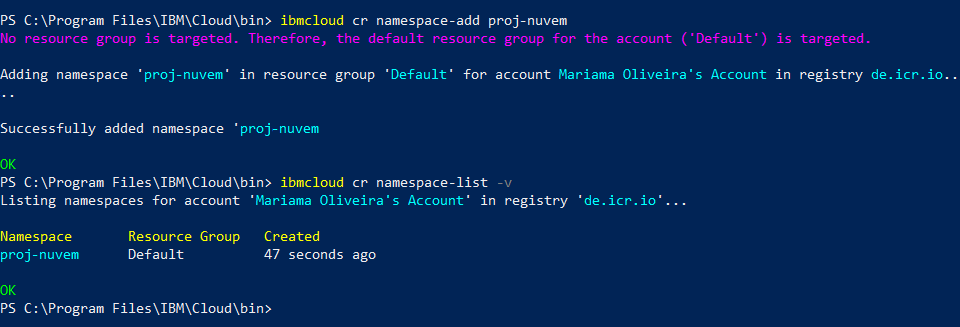 PS C:\Program Files\IBM\Cloud\bin> ibmcloud cr namespace-add proj-nuvem
No resource group is targeted. Therefore, the default resource group for the account ('Default') is targeted.
Adding namespace 'proj-nuvem' in resource group 'Default' for account Mariama Oliveira's Account in registry de.icr.io..
..
Successfully added namespace 'proj-nuvem
OK
PS C:\Program Files\IBM\Cloud\bin> ibmcloud cr namespace-list -v
Listing namespaces for account 'Mariama Oliveira's Account' in registry 'de.icr.io'...
Namespace Resource Group Created
proj-nuvem Default 47 seconds ago
OK
PS C:\Program Files\IBM\Cloud\bin>